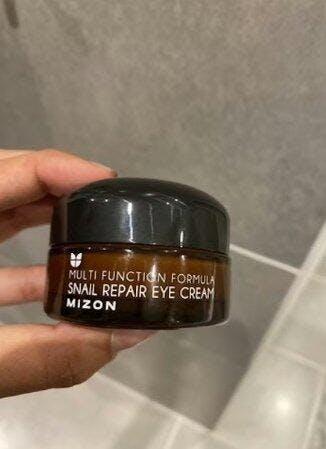 MULTI FUNCTION FORMULA
SNAIL REPAIR EYE CREAM
MIZON